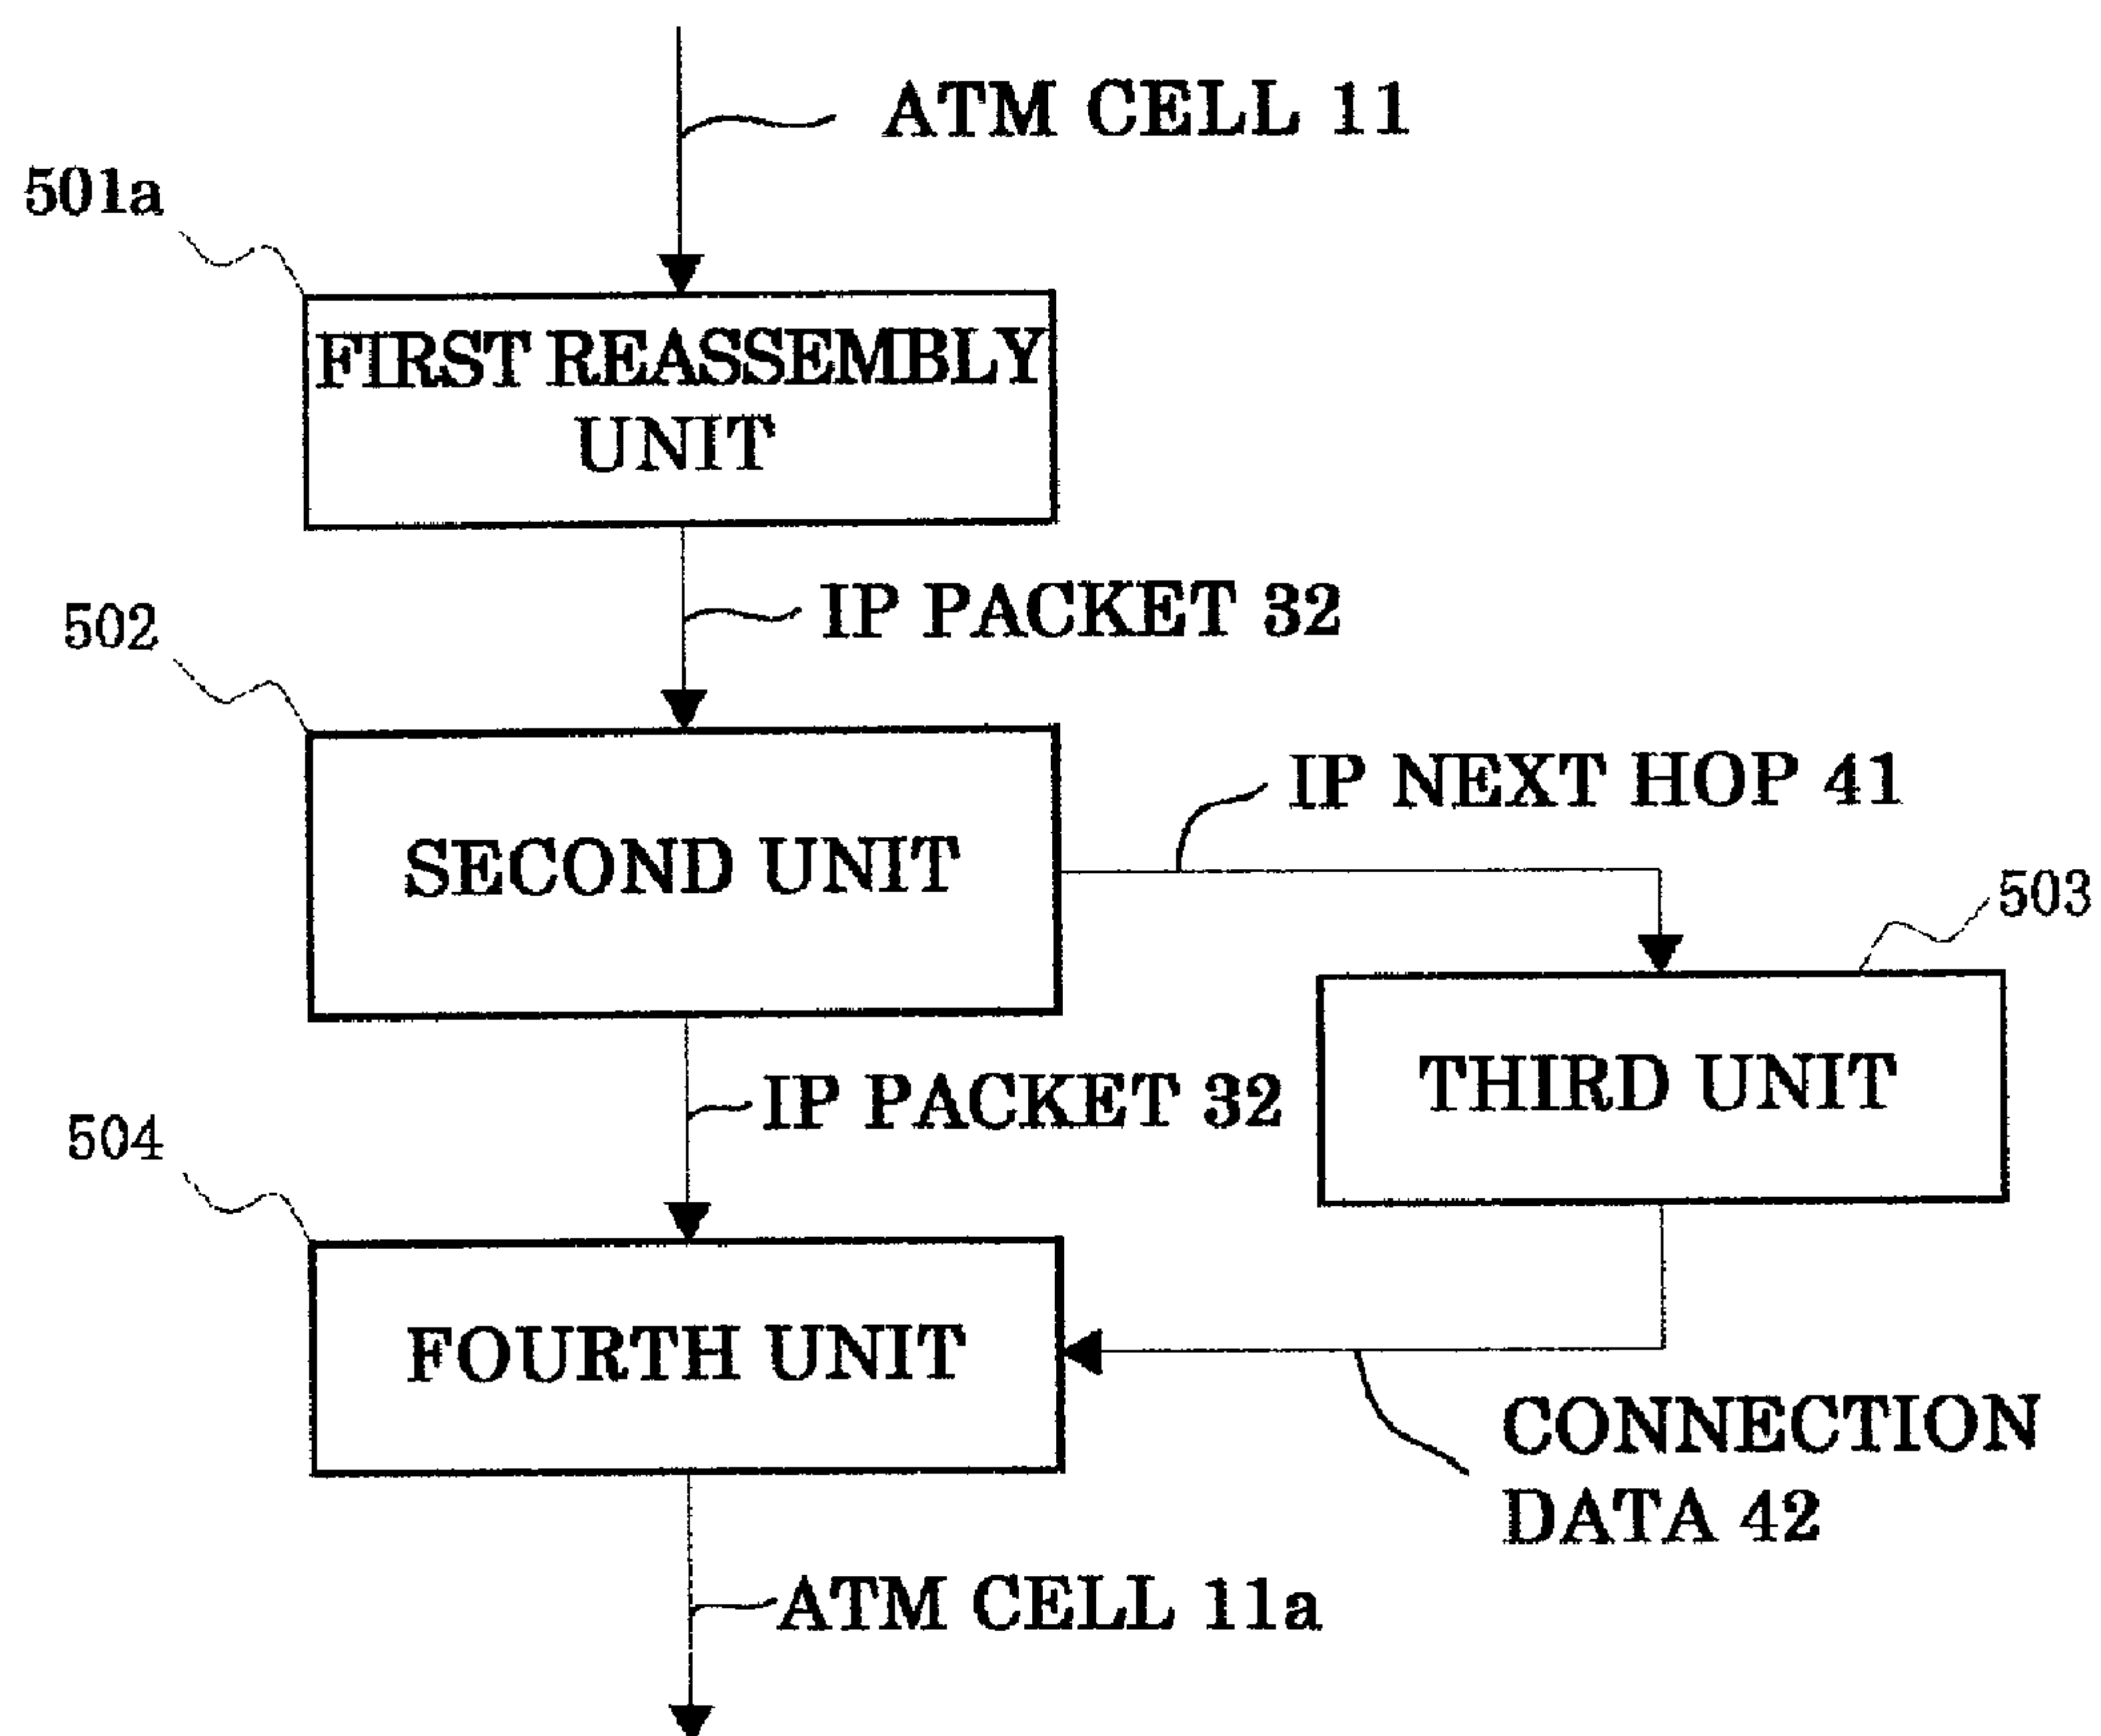 ATM CELL 11
501a
FIRST REASSEMBLY
UNIT
IP PACKET 32
502
IP NEXT HOP 41
SECOND UNIT
503
THIRD UNIT
IP PACKET 32
504
FOURTH UNIT
CONNECTION
DATA 42
ATM CELL 11a